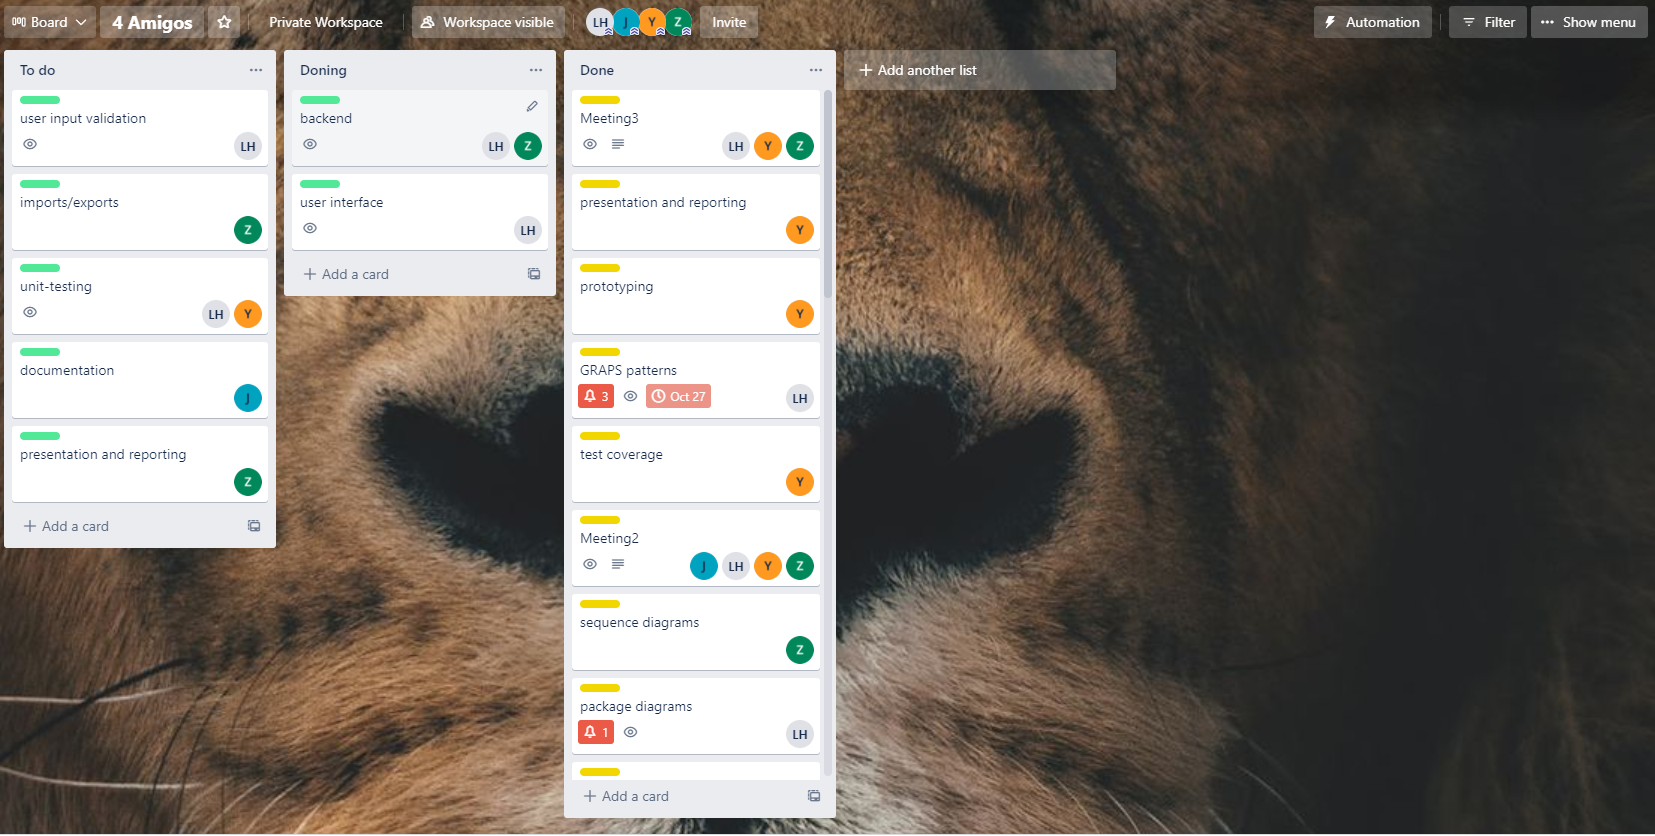 Board
4 Amigos
Private Workspace
Workspace visible
LH
J
Y
Z
Invite
Automation
Filter
Show menu
To do
user input validation
LH
imports/exports
Z
unit-testing
LH
Y
documentation
J
presentation and reporting
Z
Add a card
Doning
backend
LH
Z
user interface
LH
Add a card
Done
Meeting3
LH
Y
Z
presentation and reporting
Y
prototyping
Y
GRAPS patterns
3
Oct 27
LH
test coverage
Y
Meeting2
J
LH
Y
Z
sequence diagrams
Z
package diagrams
1
LH
Add a card
Add another list